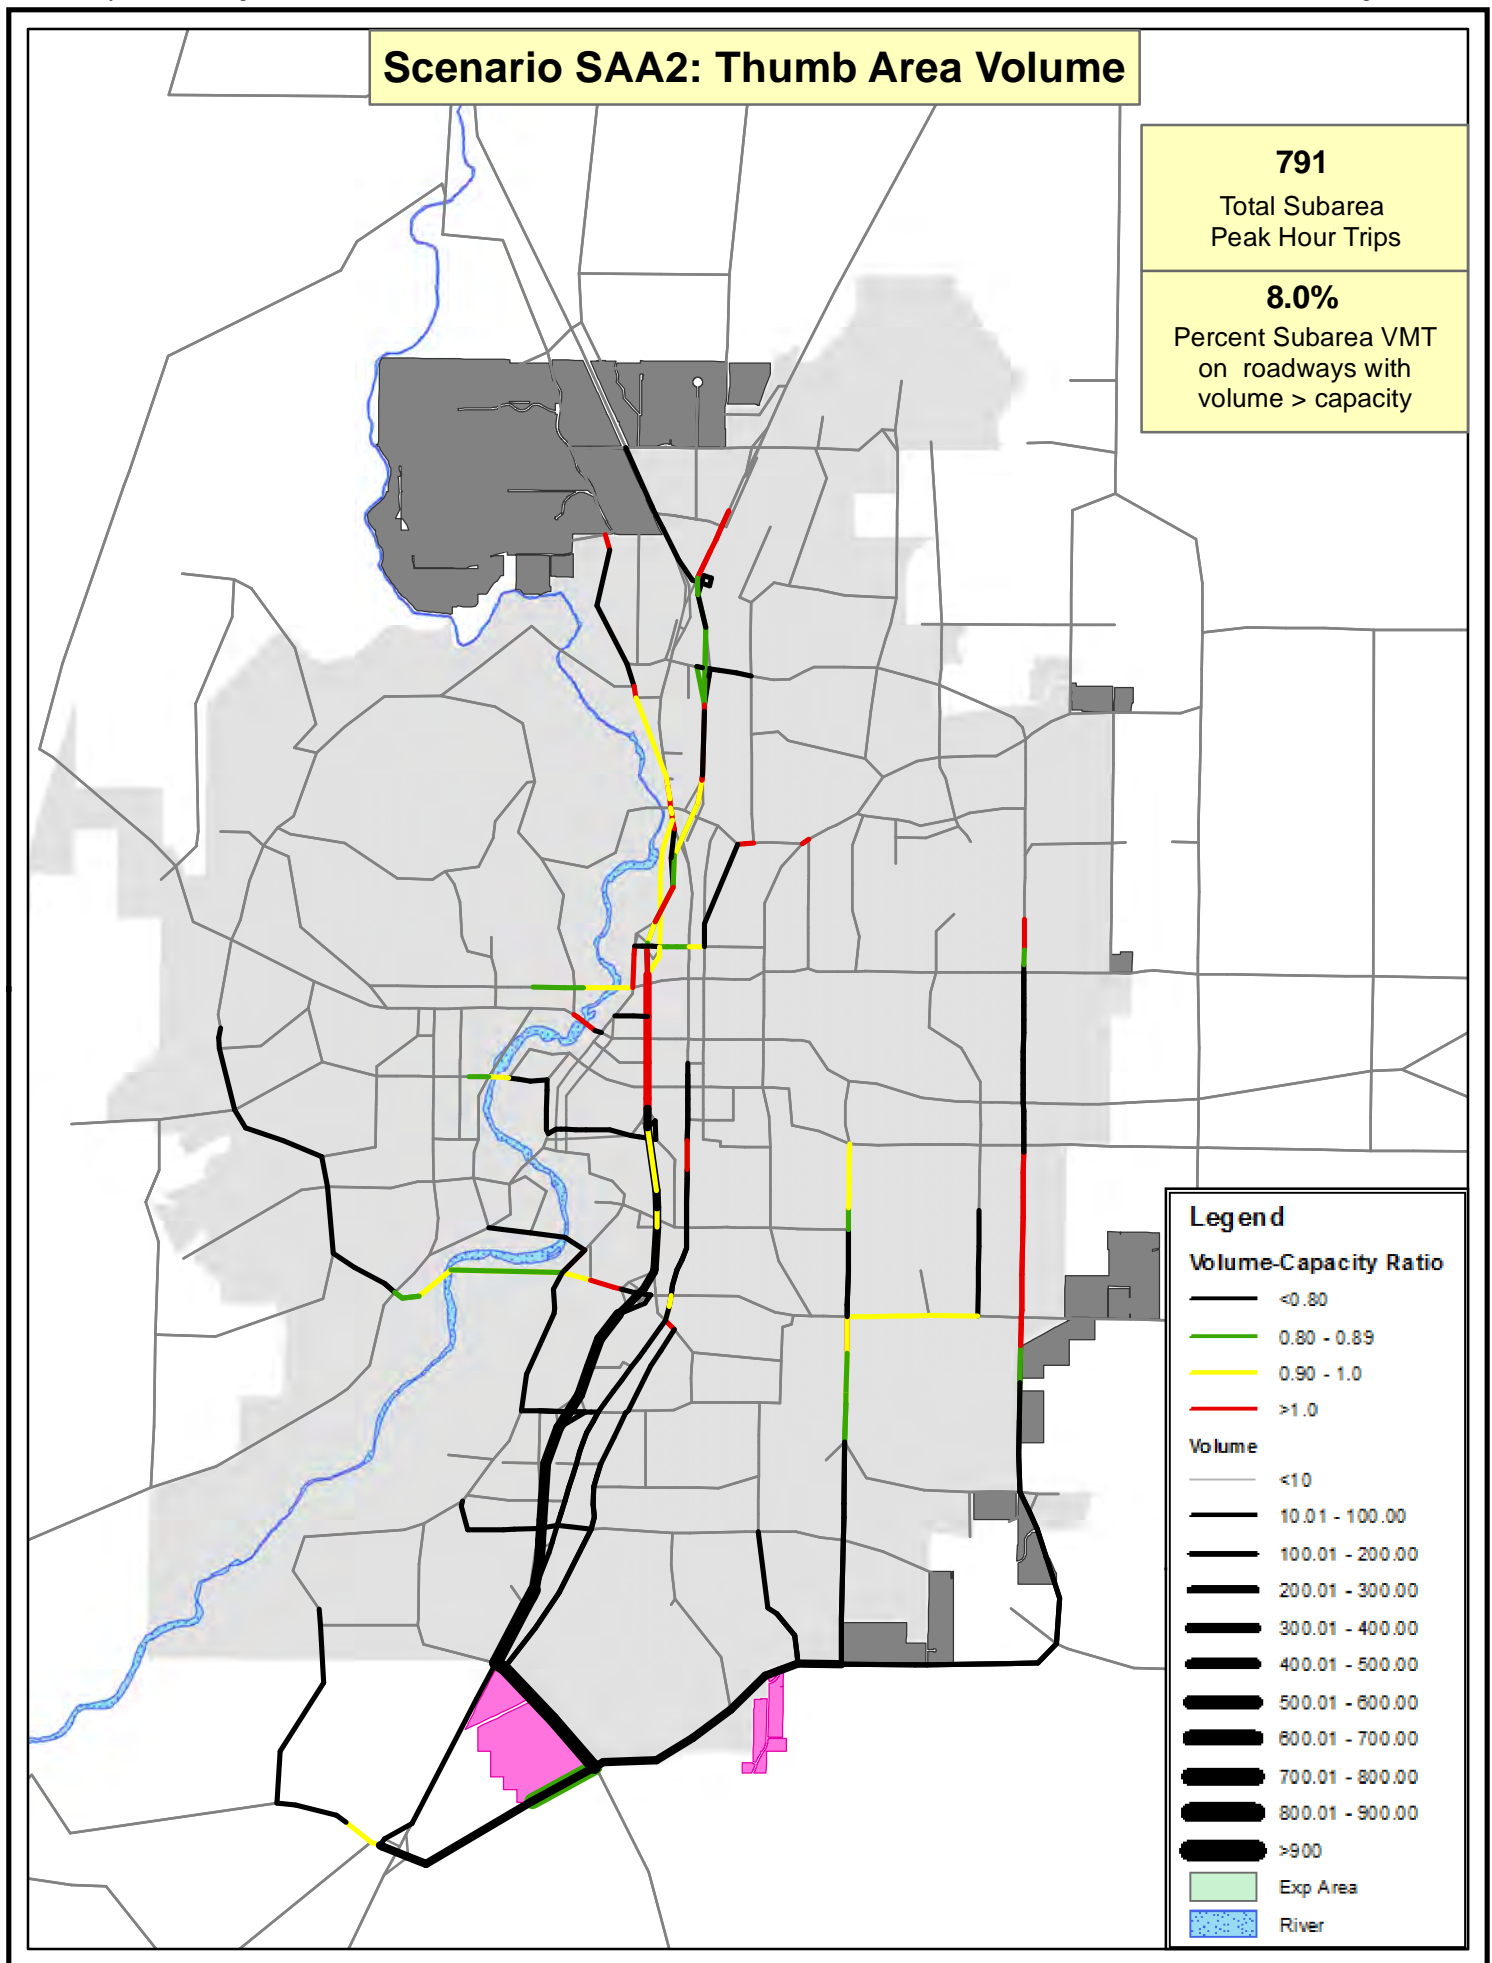 Scenario SAA2: Thumb Area Volume
791
Total Subarea
Peak Hour Trips
8.0%
Percent Subarea VMT
on roadways with
volume > capacity
Legend
Volume-Capacity Ratio
<0.80
0.80 - 0.89
0.90 - 1.0
>1.0
Volume
<10
10.01 - 100.00
100.01 - 200.00
200.01 - 300.00
300.01 - 400.00
400.01 - 500.00
500.01 - 600.00
600.01 - 700.00
700.01 - 800.00
800.01 - 900.00
>900
Exp Area
River